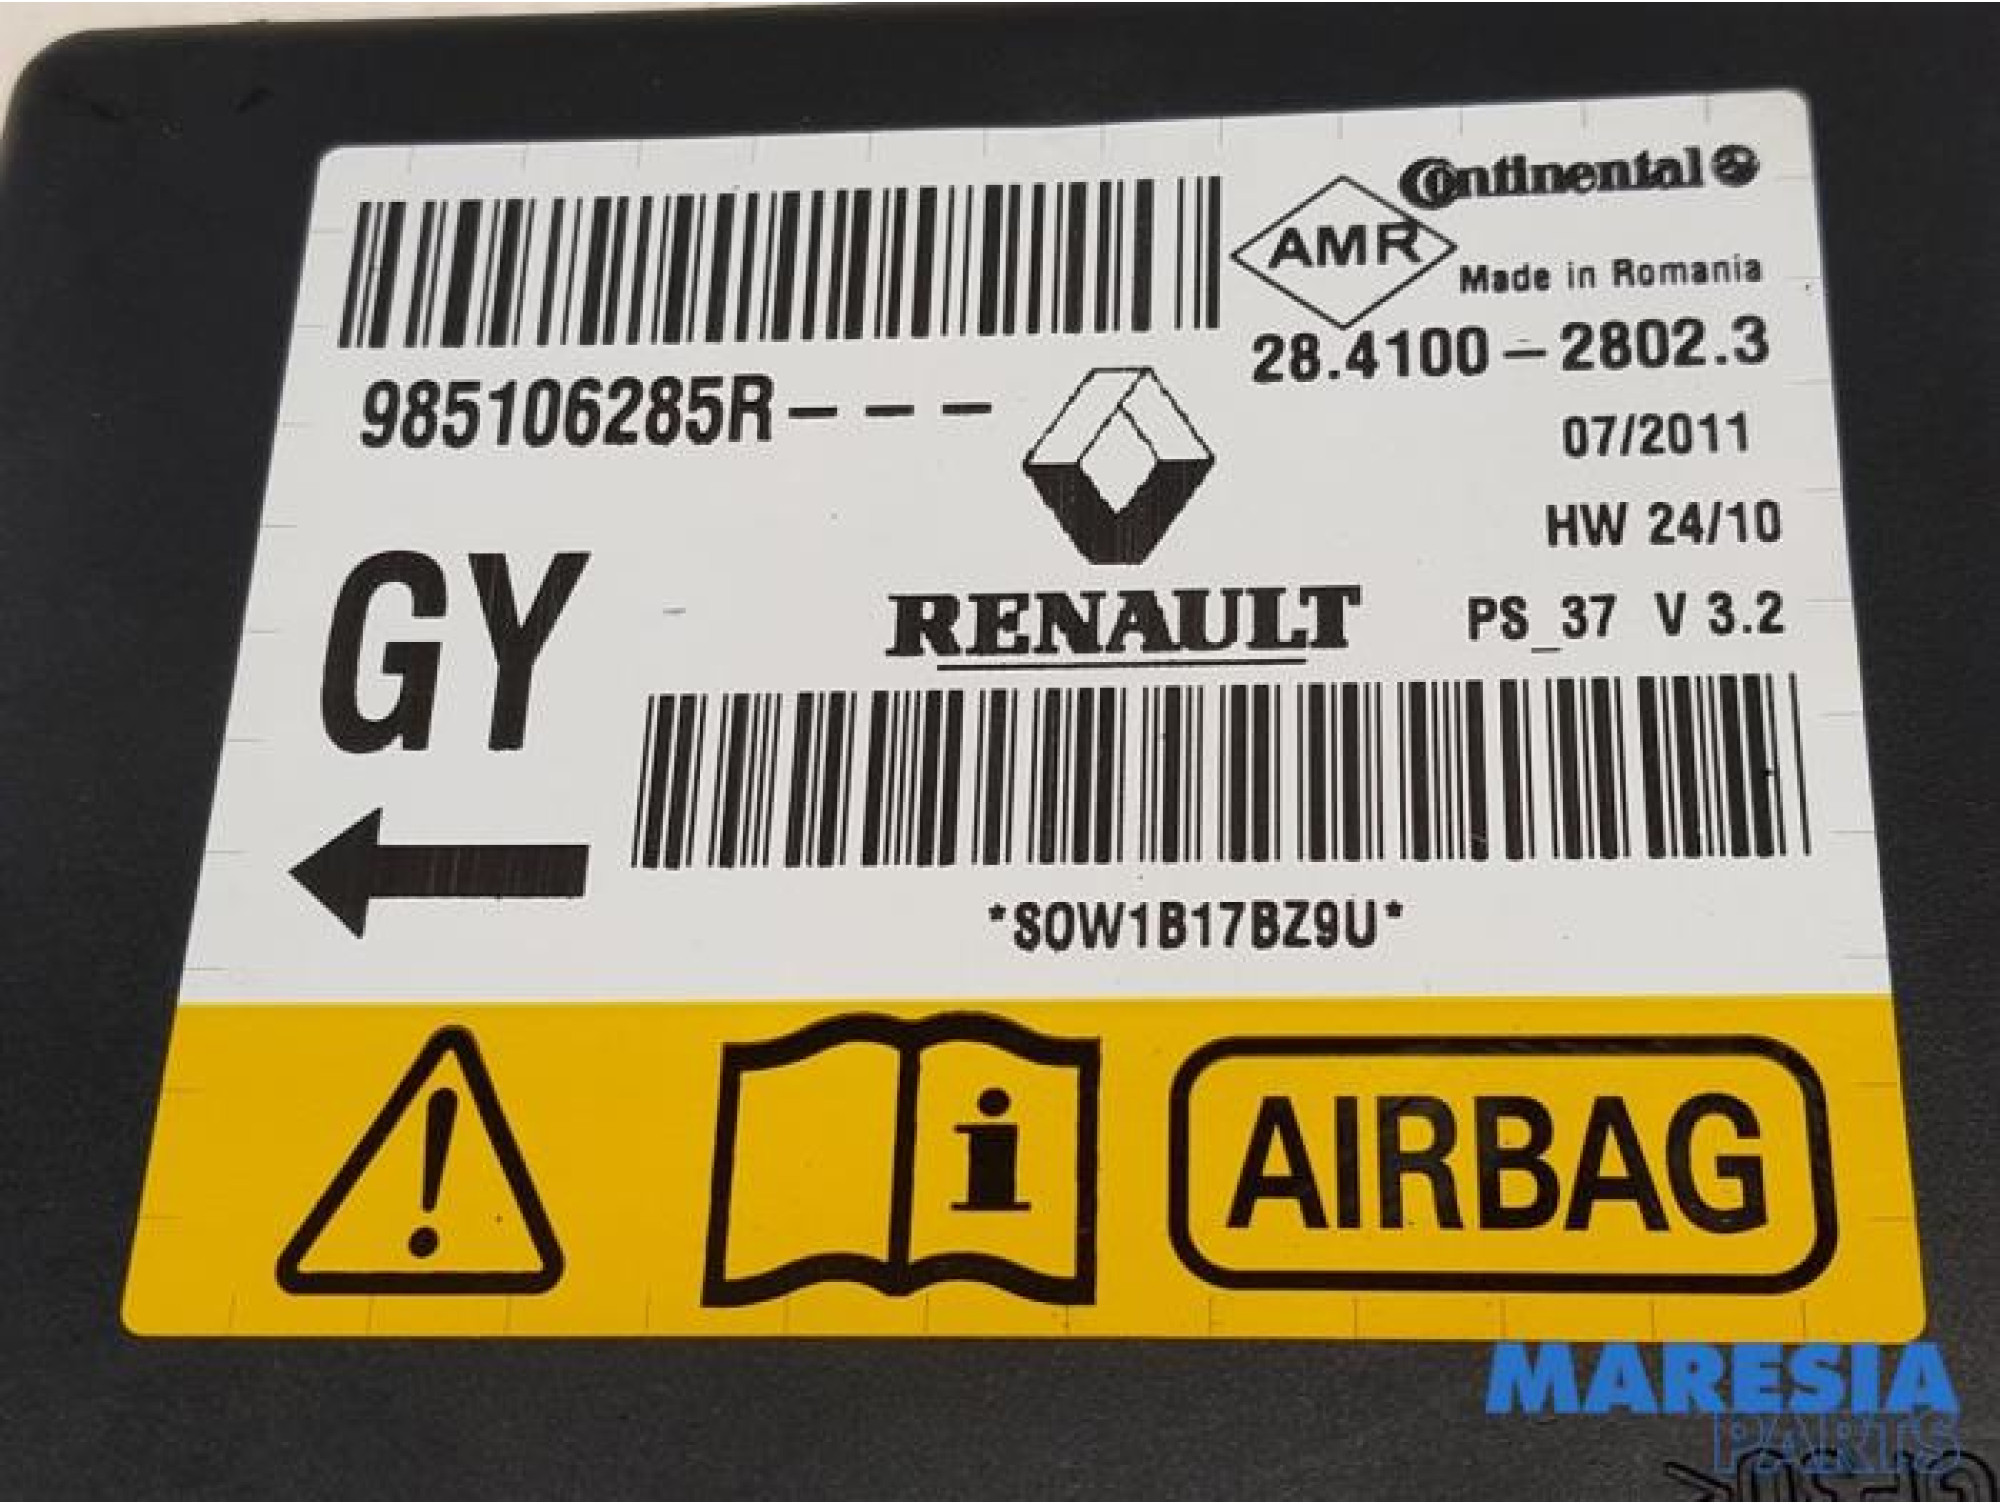 Continental
AMR
Made in Romania
985106285R---
28.4100-2802.3
07/2011
HW 24/10
GY
RENAULT
PS_37 V 3.2
*S0W1B17BZ9U*
i
AIRBAG
MARESIA
PARTS